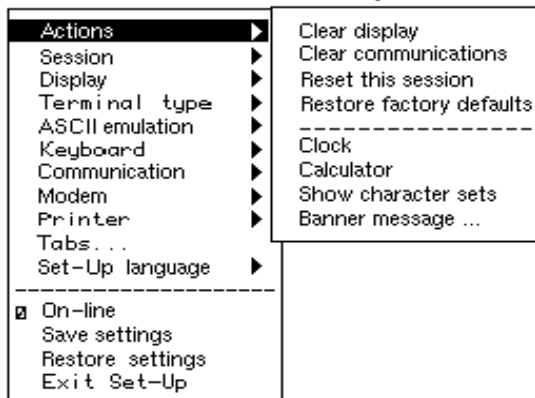 Actions
Session
Display
Terminal type
ASCII emulation
Keyboard
Communication
Modem
Printer
Tabs...
Set-Up language
On-line
Save settings
Restore settings
Exit Set-Up
Clear display
Clear communications
Reset this session
Restore factory defaults
Clock
Calculator
Show character sets
Banner message ...